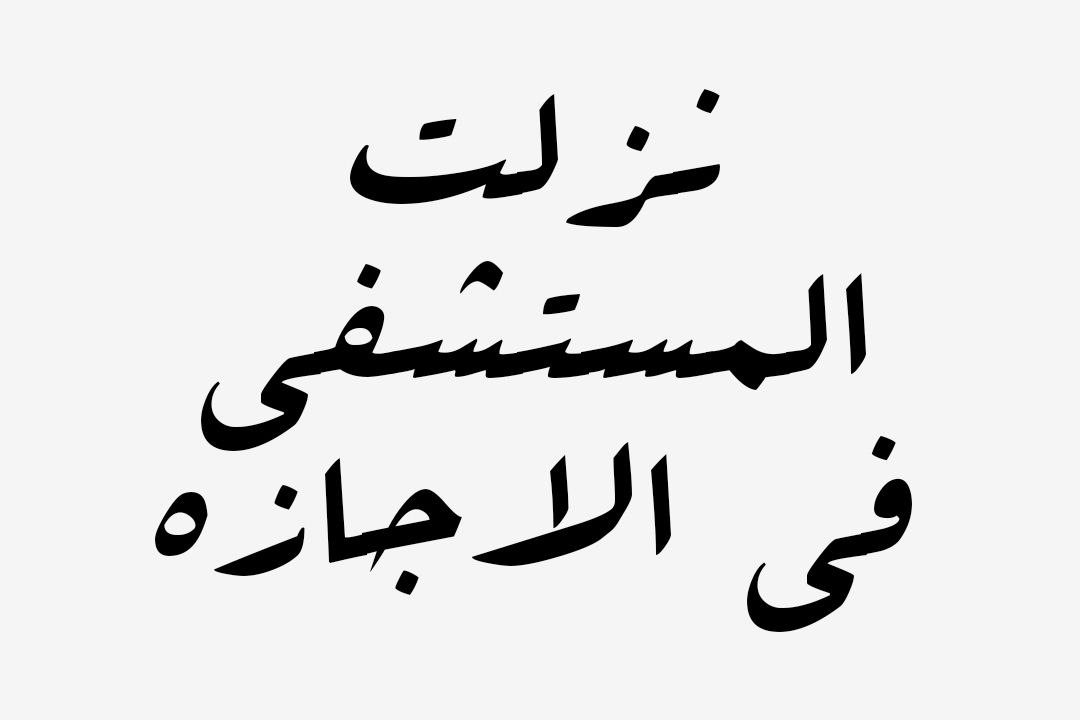 نزلت
المستشفى
فى الاجازه